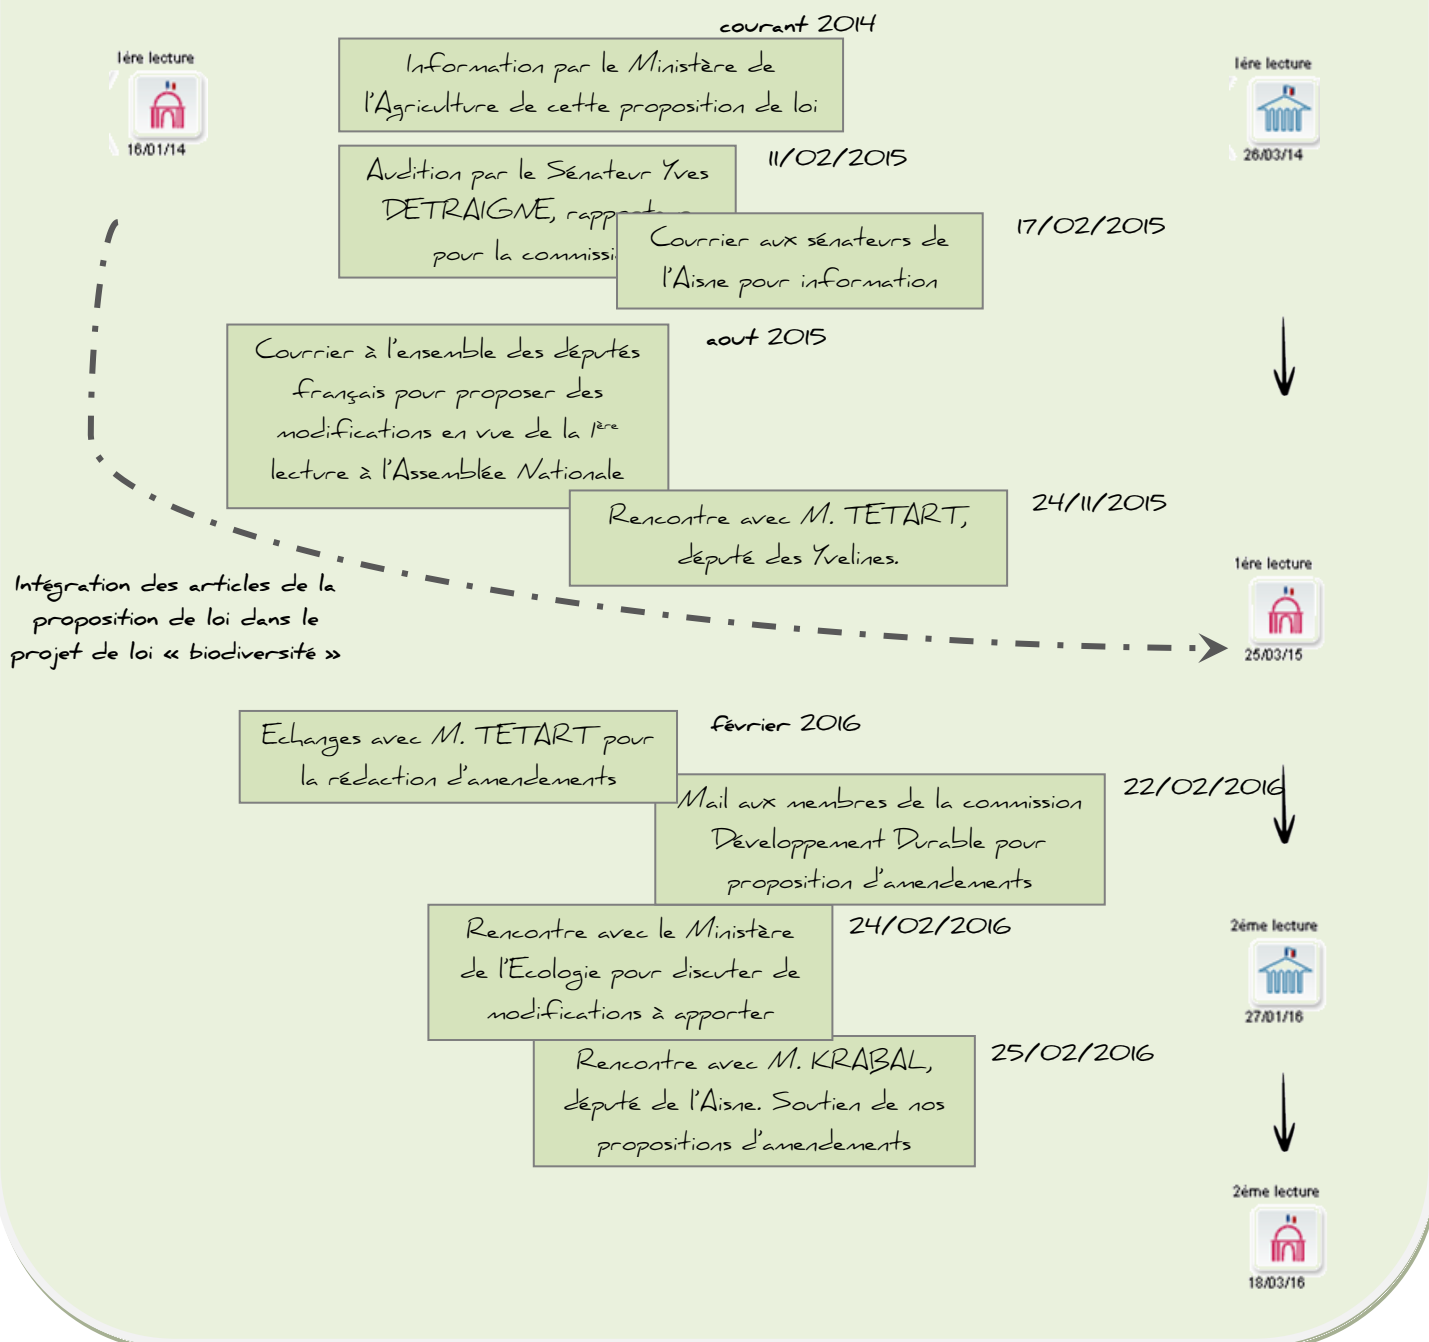 courant 2014
1ére lecture
16/01/14
Information par le Ministère de
l'Agriculture de cette proposition de loi
1ére lecture
26/03/14
Audition par le Sénateur Yves
DETRAIGNE,
pour la
11/02/2015
Courrier aux sénateurs de
l'Aisne pour information
17/02/2015
Courrier à l'ensemble des députés
français pour proposer des
modifications en vue de la 1ère
lecture à l'Assemblée Nationale
aout 2015
Rencontre avec M. TETART,
député des Yvelines.
24/11/2015
Intégration des articles de la
proposition de loi dans le
projet de loi « biodiversité »
1ére lecture
25/03/15
Echanges avec M. TETART pour
la rédaction d'amendements
février 2016
Mail aux membres de la commission
Développement Durable pour
proposition d'amendements
22/02/2016
Rencontre avec le Ministère
de l'Ecologie pour discuter de
modifications à apporter
24/02/2016
2éme lecture
27/01/16
Rencontre avec M. KRABAL,
député de l'Aisne. Soutien de nos
propositions d'amendements
25/02/2016
2éme lecture
18/03/16